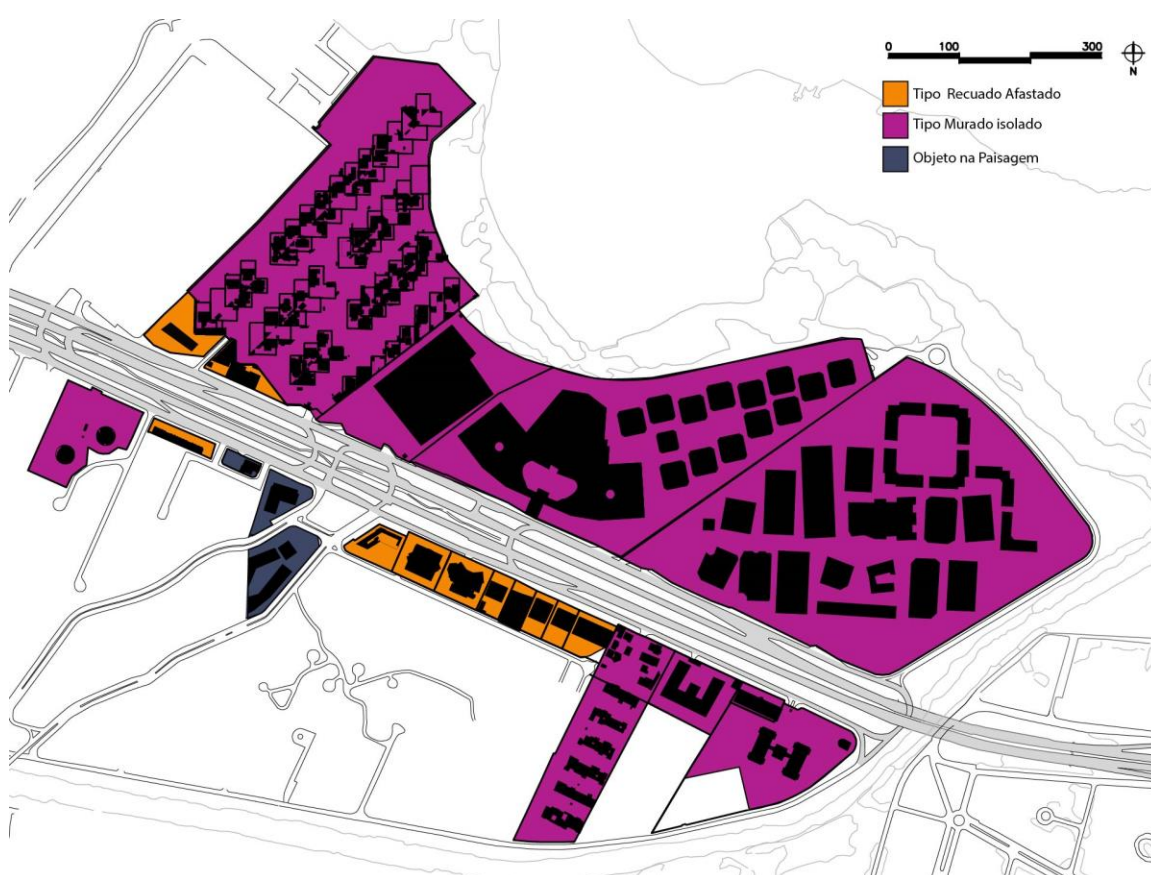 0 100 300
N
Tipo Recuado Afastado
Tipo Murado isolado
Objeto na Paisagem